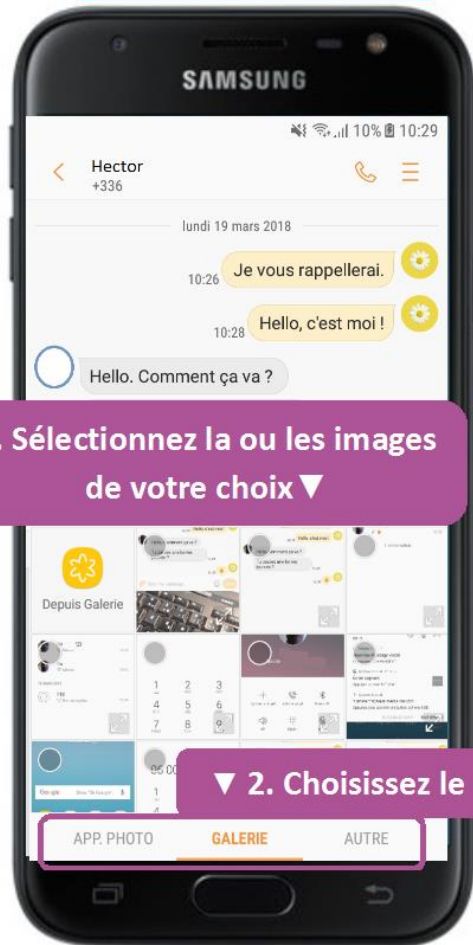 SAMSUNG
10% 10:29
Hector
+336
lundi 19 mars 2018
10:26 Je vous rappellerai.
10:28 Hello, c'est moi !
Hello. Comment ça va ?
. Sélectionnez la ou les images
de votre choix▼
Depuis Galerie
1 2 3
4 5 6
7 8 9
Google
▼ 2. Choisissez le
APP. PHOTO GALERIE AUTRE